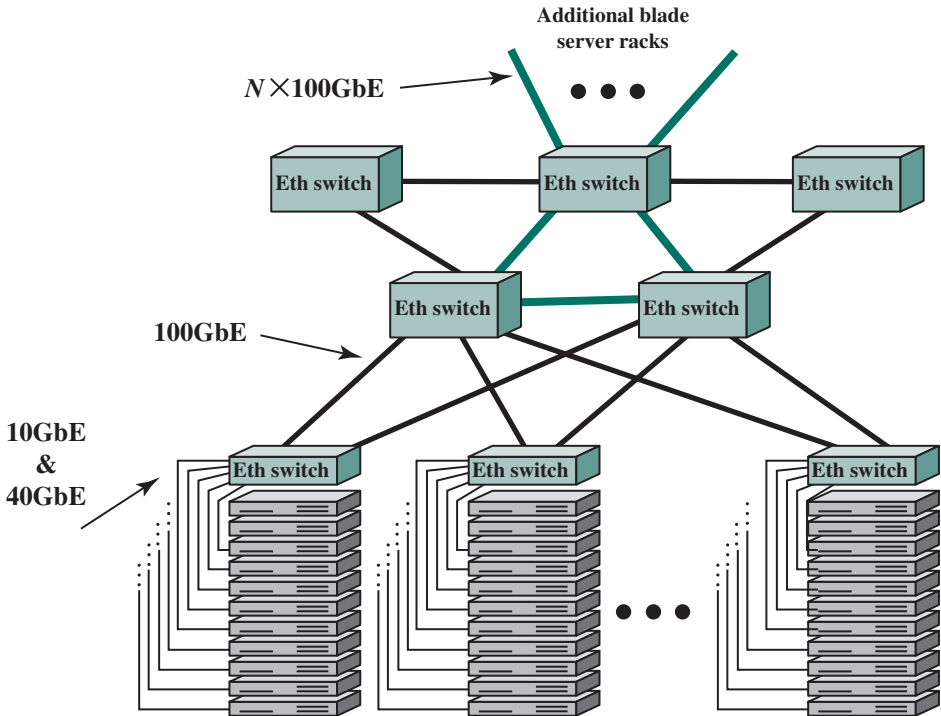 Additional blade
server racks
N×100GbE
Eth switch
Eth switch
Eth switch
Eth switch
Eth switch
100GbE
10GbE
&
40GbE
Eth switch
Eth switch
Eth switch